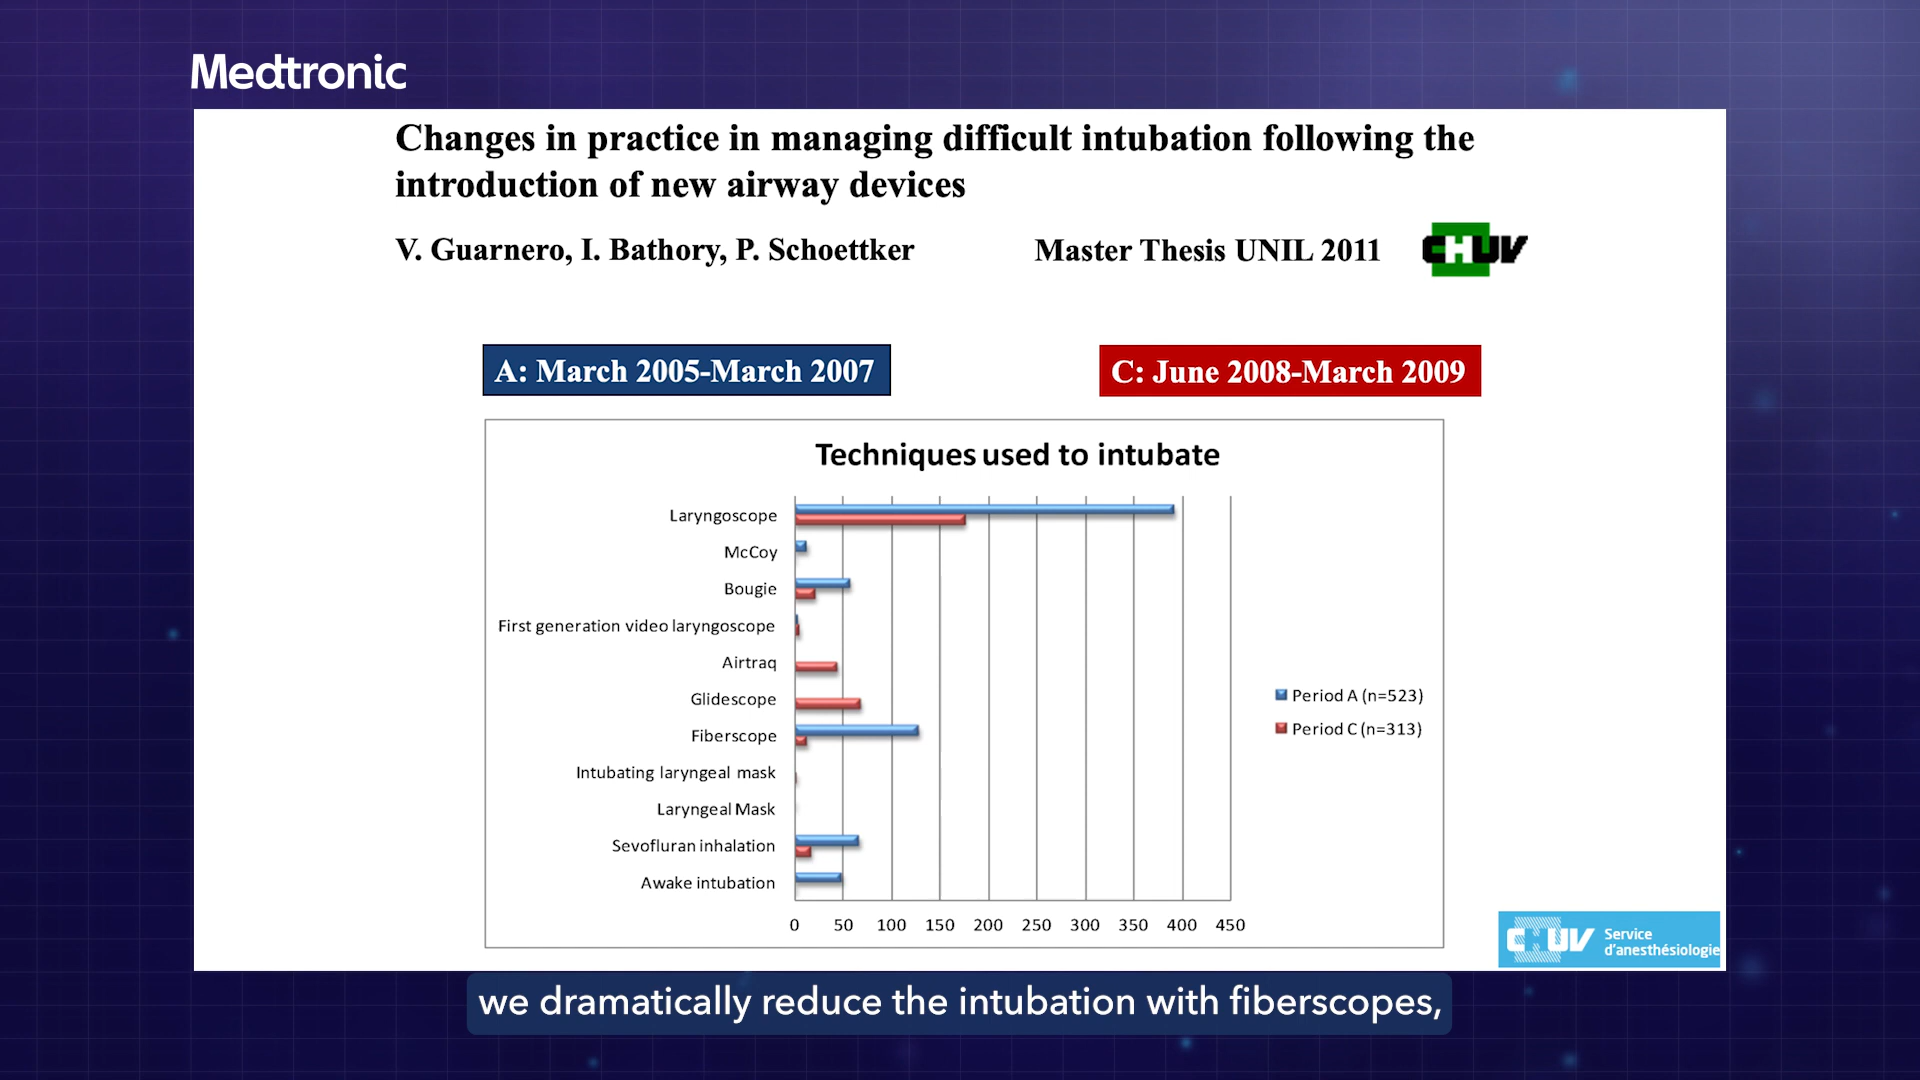 Medtronic
Changes in practice in managing difficult intubation following the
introduction of new airway devices
V. Guarnero, I. Bathory, P. Schoettker
Master Thesis UNIL 2011
CHUV
A: March 2005-March 2007
C: June 2008-March 2009
Techniques used to intubate
Laryngoscope
McCoy
Bougie
First generation video laryngoscope
Airtraq
Glidescope
Fiberscope
Intubating laryngeal mask
Laryngeal Mask
Sevofluran inhalation
Awake intubation
0 50 100 150 200 250 300 350 400 450
Period A (n=523)
Period C (n=313)
CHUV
Service
d'anesthésiologie
we dramatically reduce the intubation with fiberscopes,